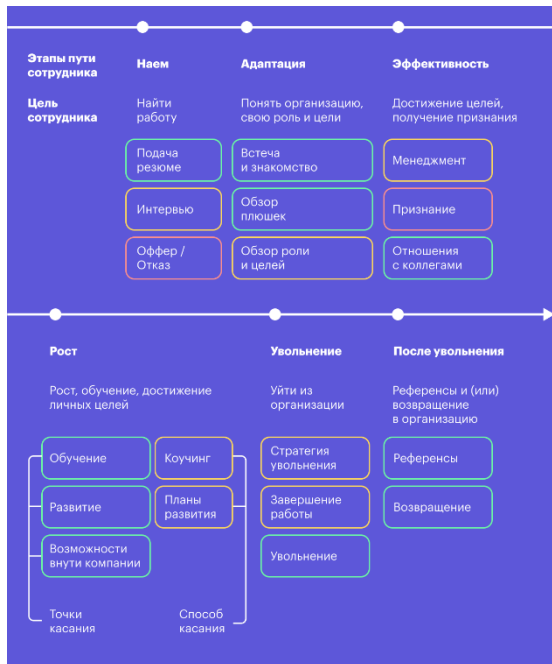 Этапы пути
сотрудника
Наем
Адаптация
Эффективность
Цель
сотрудника
Найти
работу
Понять организацию,
свою роль и цели
Достижение целей,
получение признания
Подача
резюме
Встеча
и знакомство
Менеджмент
Интервью
Обзор
плюшек
Признание
Оффер /
Отказ
Обзор роли
и целей
Отношения
с коллегами
Рост
Увольнение
После увольнения
Рост, обучение, достижение
личных целей
Уйти из
организации
Референсы и (или)
возвращение
в организацию
Обучение
Коучинг
Стратегия
увольнения
Референсы
Развитие
Планы
развития
Завершение
работы
Возвращение
Возможности
внути компании
Увольнение
Точки
касания
Способ
касания